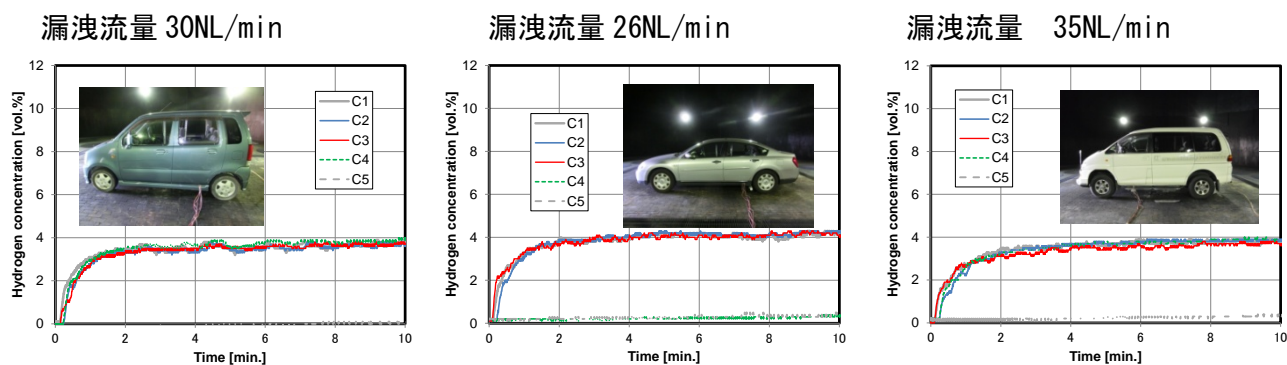 漏洩流量 30NL/min
12
10
8
6
4
2
0
Hydrogen concentration [vol.%]
C1
C2
C3
C4
C5
0 2 4 6 8 10
Time [min.]
漏洩流量 26NL/min
12
10
8
6
4
2
0
Hydrogen concentration [vol.%]
C1
C2
C3
C4
C5
0 2 4 6 8 10
Time [min.]
漏洩流量　35NL/min
12
10
8
6
4
2
0
Hydrogen concentration [vol.%]
C1
C2
C3
C4
C5
0 2 4 6 8 10
Time [min.]